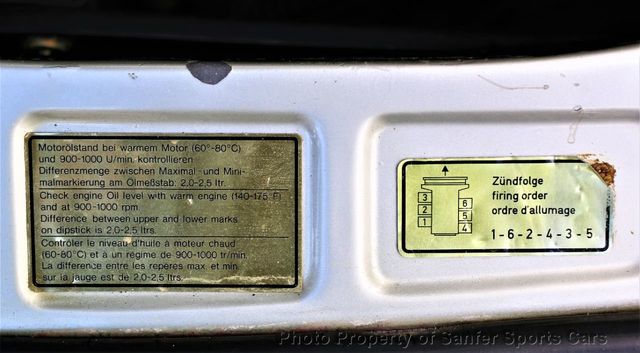 Motorölstand bei warmem Motor (60°-80°C)
und 900-1000 U/min. kontrollieren
Differenzmenge zwischen Maximal -und Mini-
malmarkierung am Ölmeßstab: 2,0-2,5 ltr.
Check engine Oil level with warm engine (140-175°F)
and at 900-1000 rpm
Difference between upper and lower marks
on dipstick is 2,0-2,5 ltrs.
Contrôler le niveau d'huile à moteur chaud
(60-80°C) et à un régime de 900-1000 tr/min.
La difference entre les repères max. et min.
sur la jauge est de 2,0-2,5 ltrs.
3
2
1
6
5
4
Zündfolge
firing order
ordre d'allumage
1-6-2-4-3-5
Photo Property of Sanfer Sports Cars